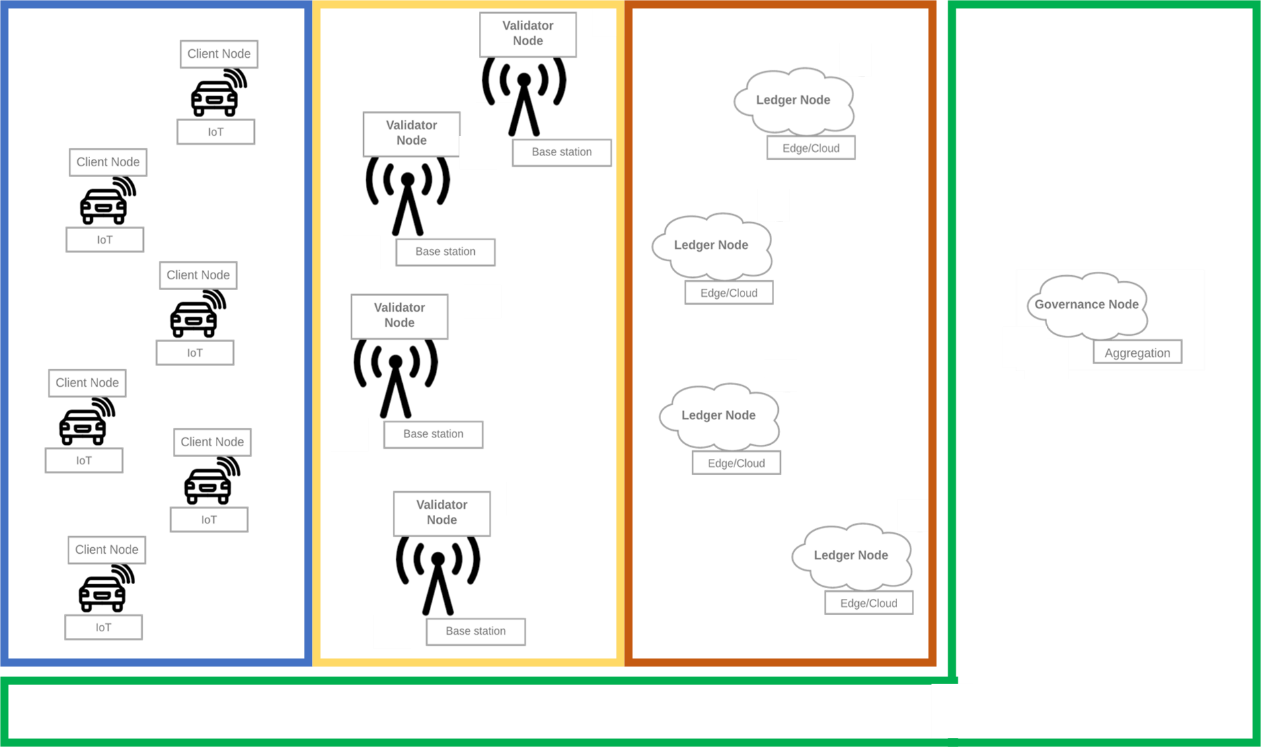 Client Node
IoT
Client Node
IoT
Client Node
IoT
Client Node
IoT
Client Node
IoT
Client Node
IoT
Validator
Node
Base station
Validator
Node
Base station
Validator
Node
Base station
Validator
Node
Base station
Ledger Node
Edge/Cloud
Ledger Node
Edge/Cloud
Ledger Node
Edge/Cloud
Ledger Node
Edge/Cloud
Governance Node
Aggregation